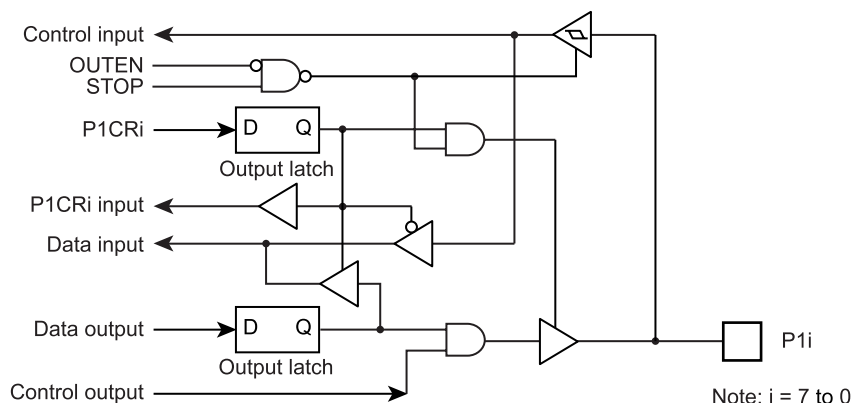 Control input
OUTEN
STOP
P1CRi
D Q
Output latch
P1CRi input
Data input
Data output
D Q
Output latch
P1i
Control output
Note: i = 7 to 0